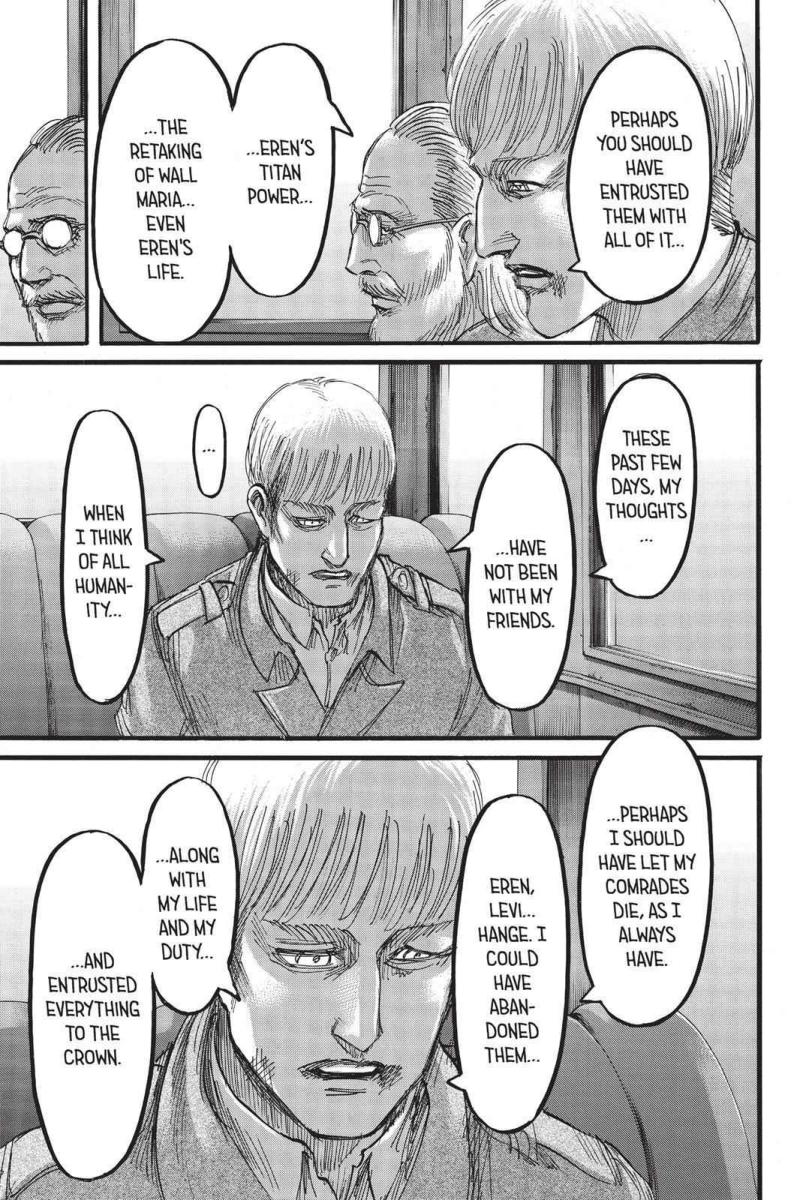 PERHAPS
YOU SHOULD
HAVE
ENTRUSTED
THEM WITH
ALL OF IT...
...EREN'S
TITAN
POWER...
...THE
RETAKING
OF WALL
MARIA...
EVEN
EREN'S
LIFE.
THESE
PAST FEW
DAYS, MY
THOUGHTS
...
...HAVE
NOT BEEN
WITH MY
FRIENDS.
...
WHEN
I THINK
OF ALL
HUMAN-
ITY...
...PERHAPS
I SHOULD
HAVE LET MY
COMRADES
DIE, AS I
ALWAYS
HAVE.
EREN,
LEVI...
HANGE. I
COULD
HAVE
ABAN-
DONED
THEM...
...ALONG
WITH
MY LIFE
AND MY
DUTY...
...AND
ENTRUSTED
EVERYTHING
TO THE
CROWN.